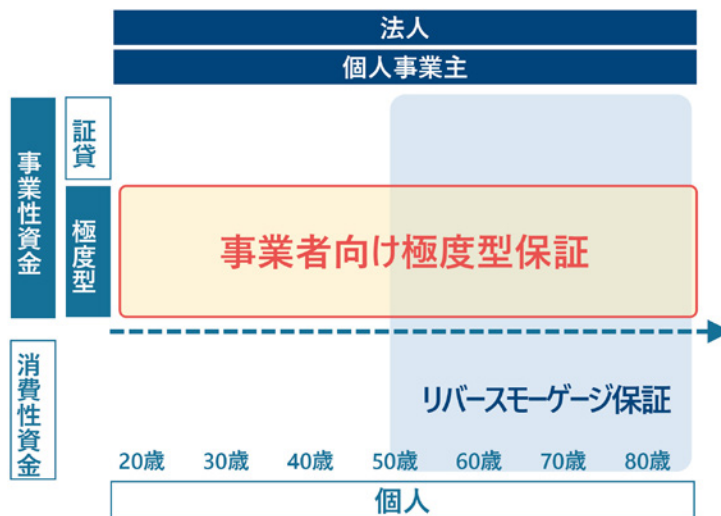 法人
個人事業主
事業性資金
証貸
極度型
事業者向け極度型保証
消費性資金
リバースモーゲージ保証
20歳 30歳 40歳 50歳 60歳 70歳 80歳
個人